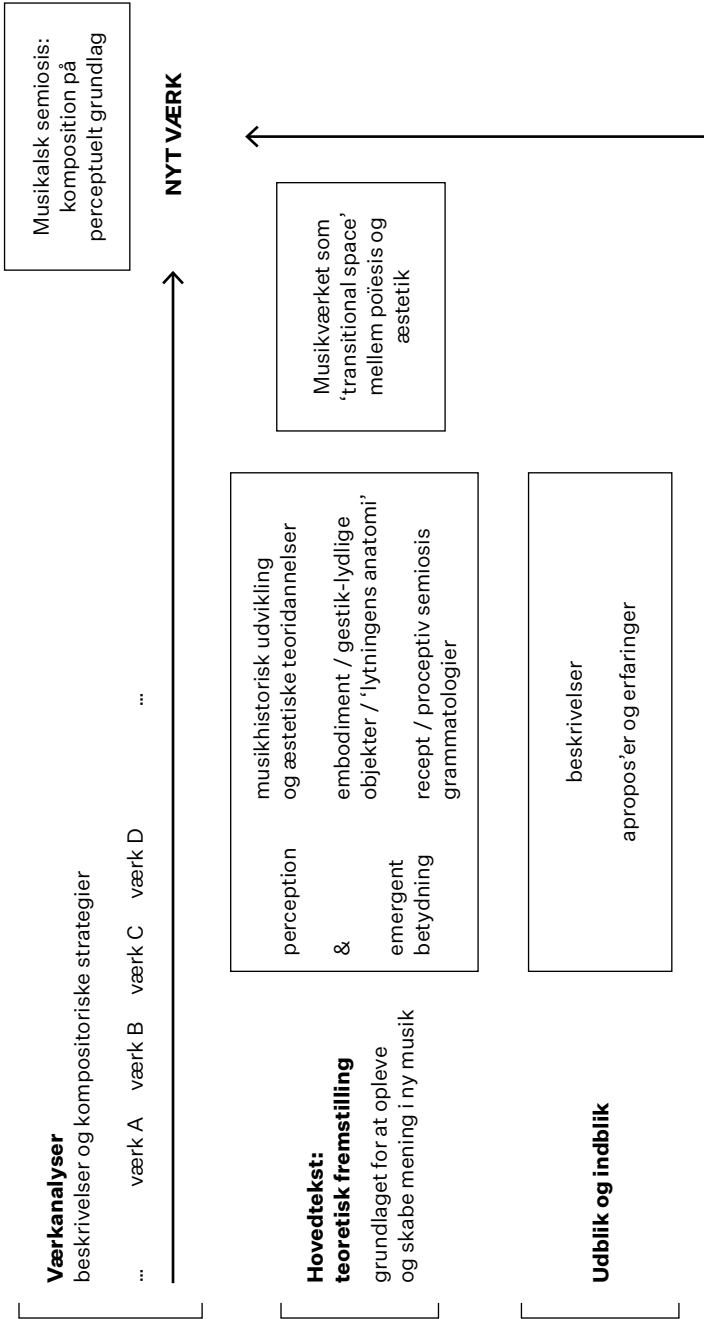 Værkanalyser
beskrivelser og kompositoriske strategier
... værk A værk B værk C værk D ...
Musikalsk semiosis:
komposition på
perceptuelt grundlag
NYT VÆRK
Hovedtekst:
teoretisk fremstilling
grundlaget for at opleve
og skabe mening i ny musik
perception
&
emergent
betydning
musikhistorisk udvikling
og æstetiske teoridannelser
embodiment / gestik-lydlige
objekter / ‘lytningens anatomi’
recept / proceptiv semiosis
grammatologier
Musikværket som
‘transitional space’
mellem poïesis og
æstetik
Udblik og indblik
beskrivelser
apropos’er og erfaringer